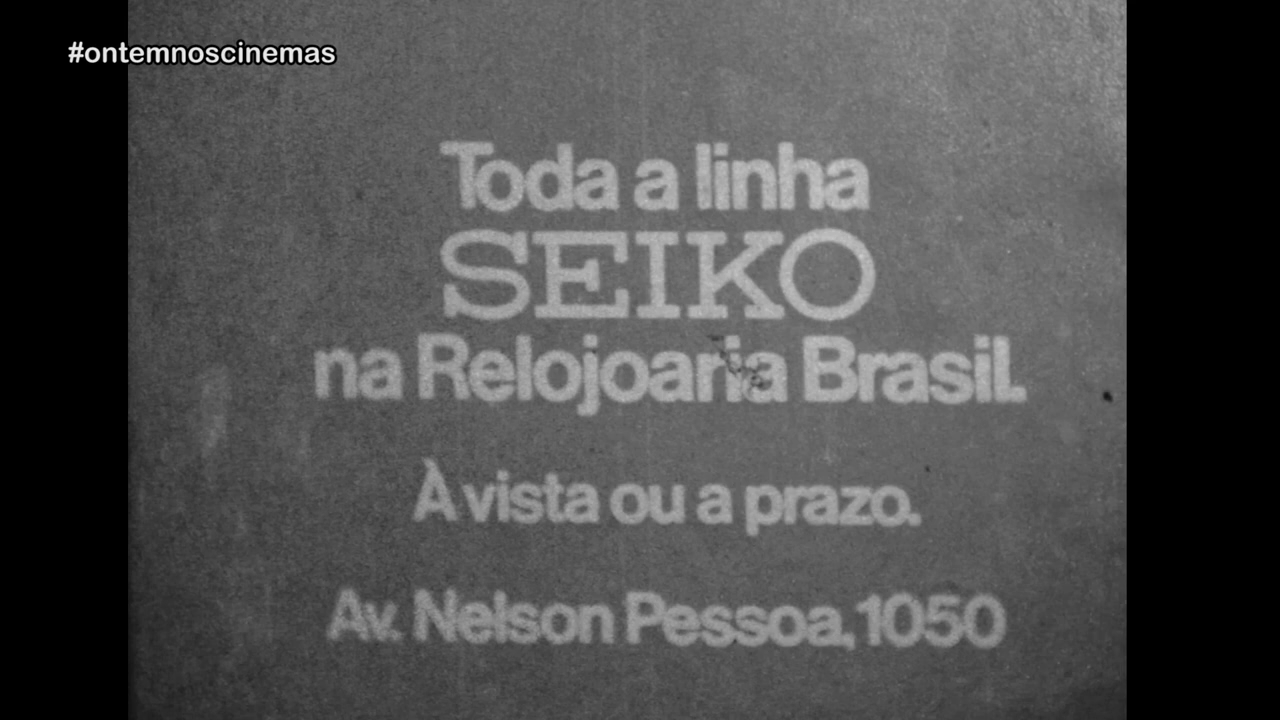 #ontemnoscinemas
Toda a linha
SEIKO
na Relojoaria Brasil.
À vista ou a prazo.
Av. Nelson Pessoa, 1050